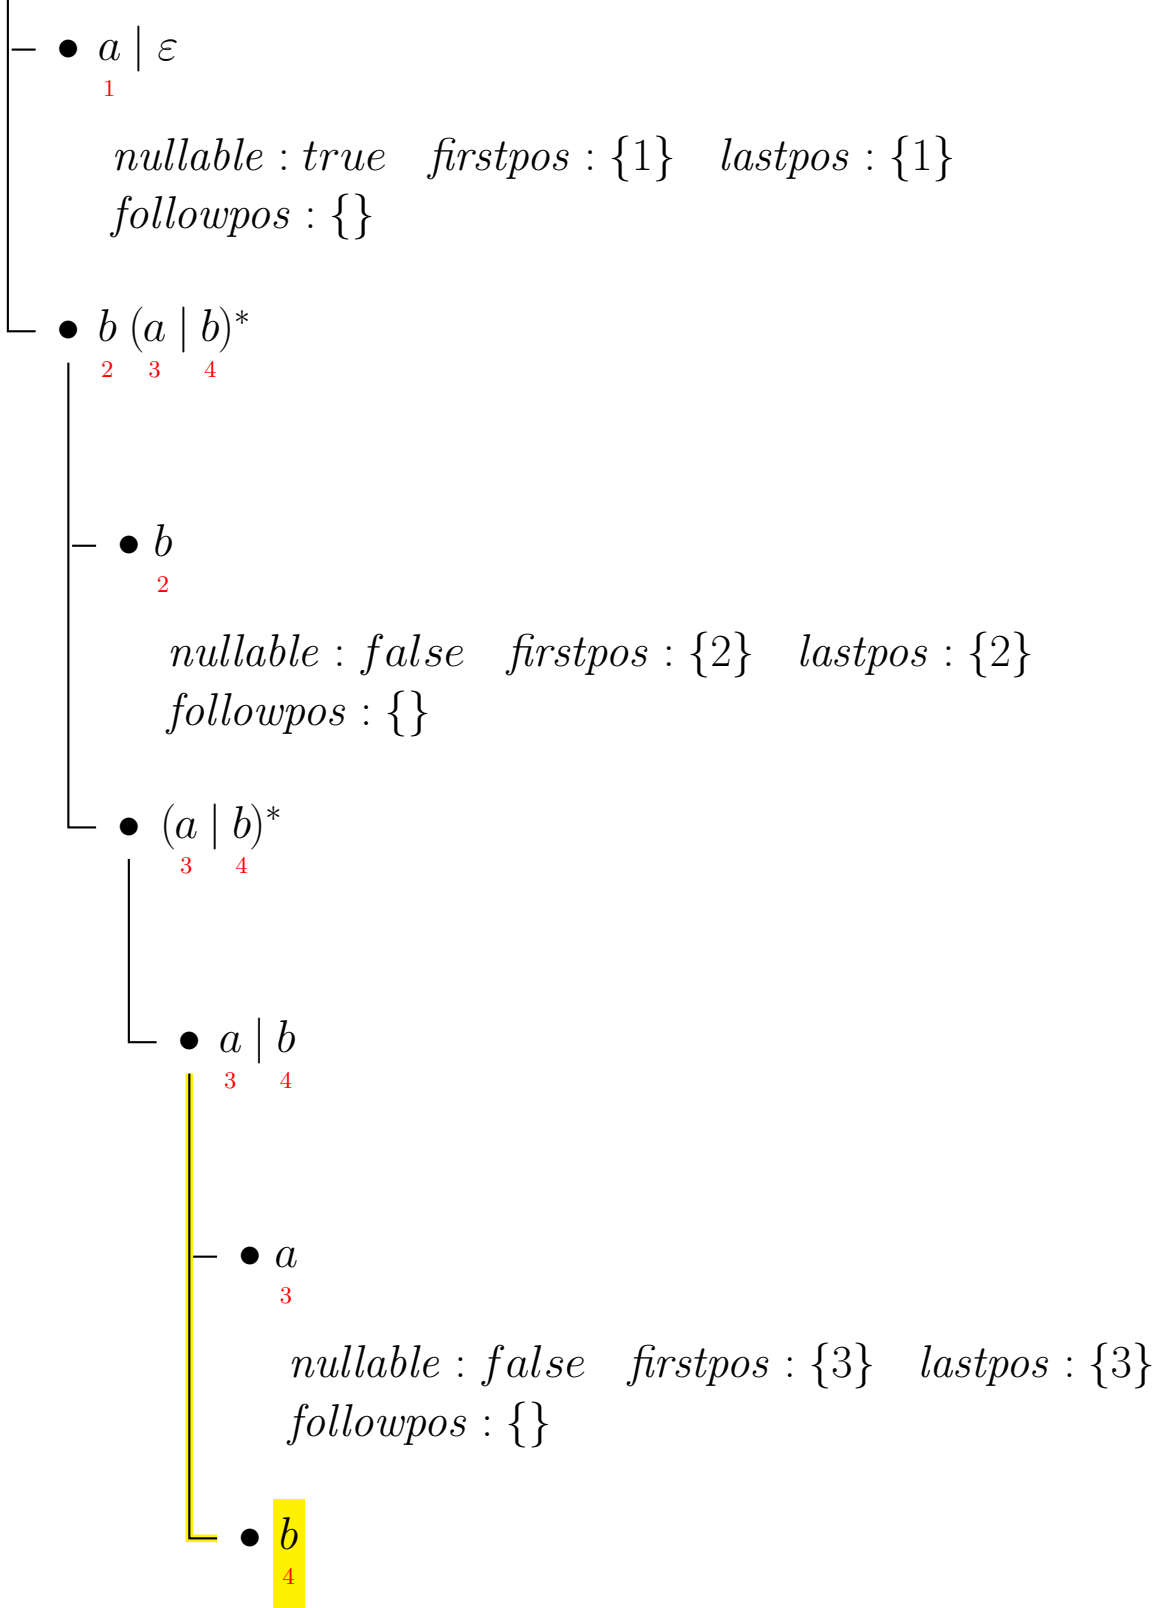 • a | ε
1
nullable : true firstpos : {1} lastpos : {1}
followpos : {}
• b (a | b)*
2 3 4
• b
2
nullable : false firstpos : {2} lastpos : {2}
followpos : {}
• (a | b)*
3 4
• a | b
3 4
• a
3
nullable : false firstpos : {3} lastpos : {3}
followpos : {}
• b
4